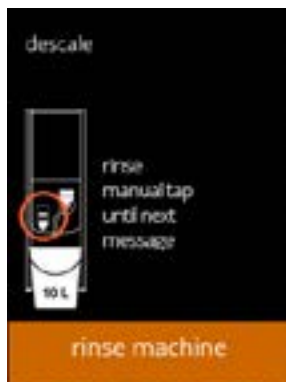 descale
rinse
manual tap
until next
message
10 L
rinse machine